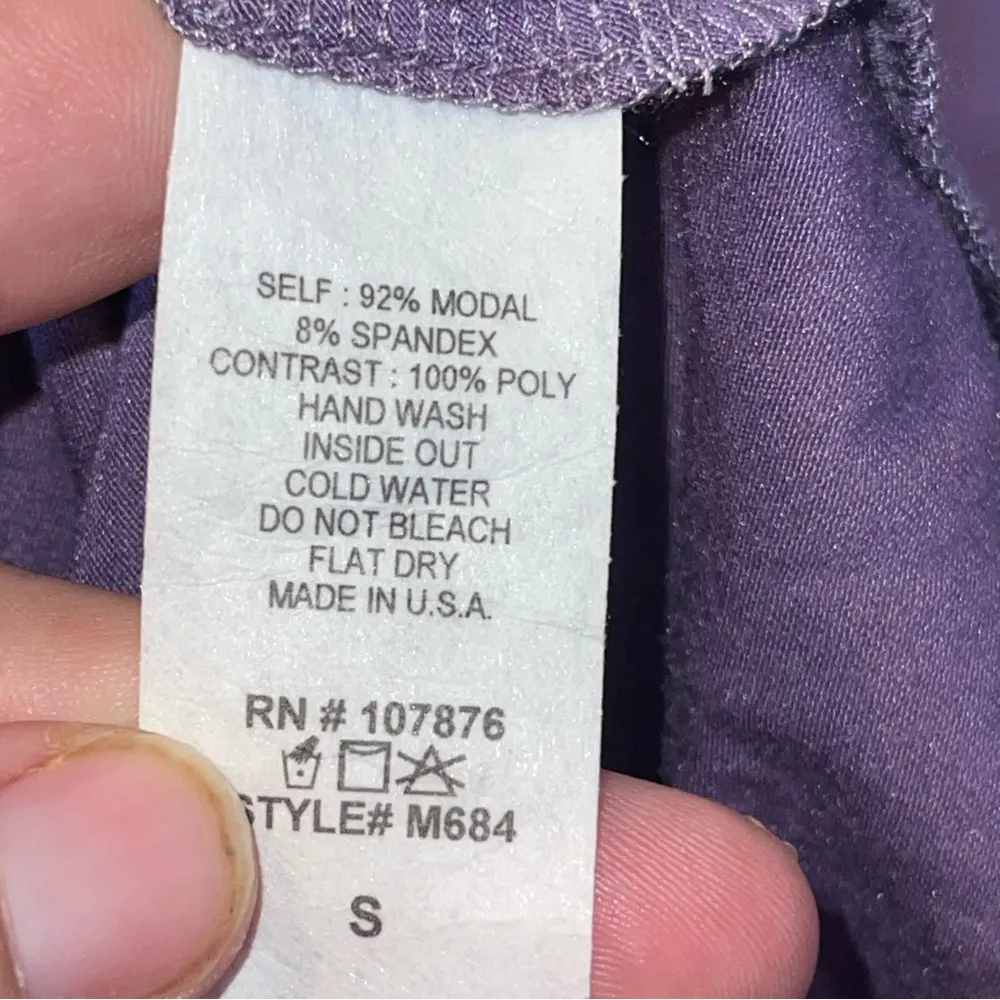 SELF : 92% MODAL
8% SPANDEX
CONTRAST : 100% POLY
HAND WASH
INSIDE OUT
COLD WATER
DO NOT BLEACH
FLAT DRY
MADE IN U.S.A.
RN # 107876
STYLE# M684
S